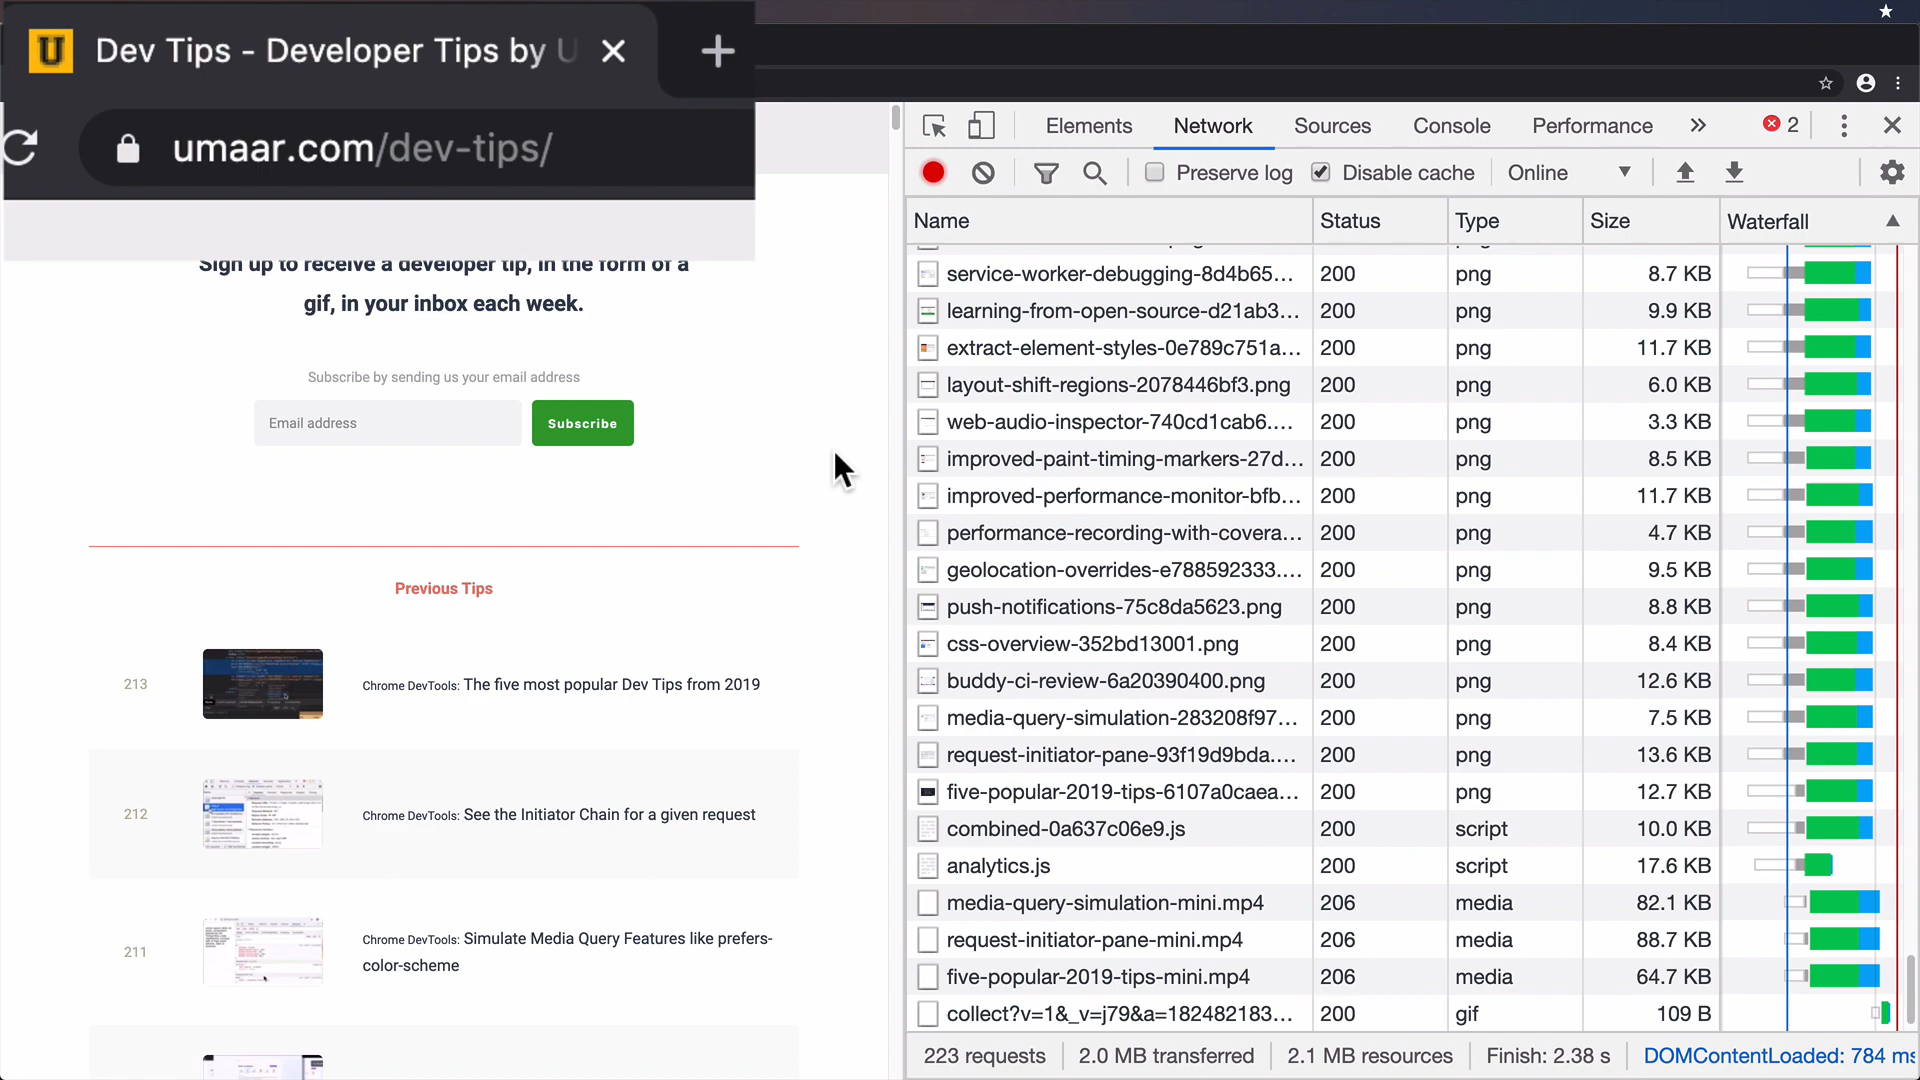 U Dev Tips - Developer Tips by U
umaar.com/dev-tips/
Sign up to receive a developer tip, in the form of a
gif, in your inbox each week.
Subscribe by sending us your email address
Email address
Subscribe
Previous Tips
213
Chrome DevTools: The five most popular Dev Tips from 2019
212
Chrome DevTools: See the Initiator Chain for a given request
211
Chrome DevTools: Simulate Media Query Features like prefers-
color-scheme
Elements Network Sources Console Performance » 2
Preserve log Disable cache Online
Name Status Type Size Waterfall
service-worker-debugging-8d4b65... 200 png 8.7 KB
learning-from-open-source-d21ab3... 200 png 9.9 KB
extract-element-styles-0e789c751a... 200 png 11.7 KB
layout-shift-regions-2078446bf3.png 200 png 6.0 KB
web-audio-inspector-740cd1cab6.... 200 png 3.3 KB
improved-paint-timing-markers-27d... 200 png 8.5 KB
improved-performance-monitor-bfb... 200 png 11.7 KB
performance-recording-with-covera... 200 png 4.7 KB
geolocation-overrides-e788592333.... 200 png 9.5 KB
push-notifications-75c8da5623.png 200 png 8.8 KB
css-overview-352bd13001.png 200 png 8.4 KB
buddy-ci-review-6a20390400.png 200 png 12.6 KB
media-query-simulation-283208f97... 200 png 7.5 KB
request-initiator-pane-93f19d9bda.... 200 png 13.6 KB
five-popular-2019-tips-6107a0caea... 200 png 12.7 KB
combined-0a637c06e9.js 200 script 10.0 KB
analytics.js 200 script 17.6 KB
media-query-simulation-mini.mp4 206 media 82.1 KB
request-initiator-pane-mini.mp4 206 media 88.7 KB
five-popular-2019-tips-mini.mp4 206 media 64.7 KB
collect?v=1&_v=j79&a=182482183... 200 gif 109 B
223 requests 2.0 MB transferred 2.1 MB resources Finish: 2.38 s DOMContentLoaded: 784 ms